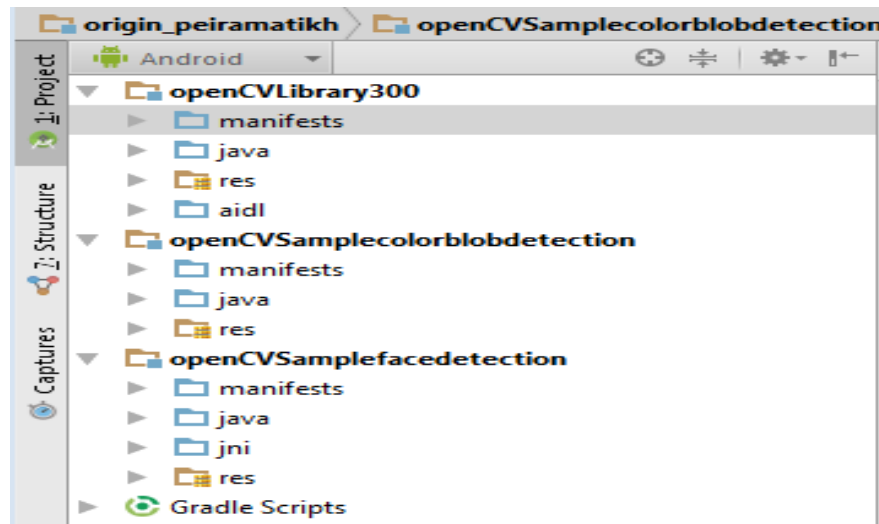 origin_peiramatikh openCVSamplecolorblobdetection
Android
1: Project
7: Structure
Captures
openCVLibrary300
manifests
java
res
aidl
openCVSamplecolorblobdetection
manifests
java
res
openCVSamplefacedetection
manifests
java
jni
res
Gradle Scripts